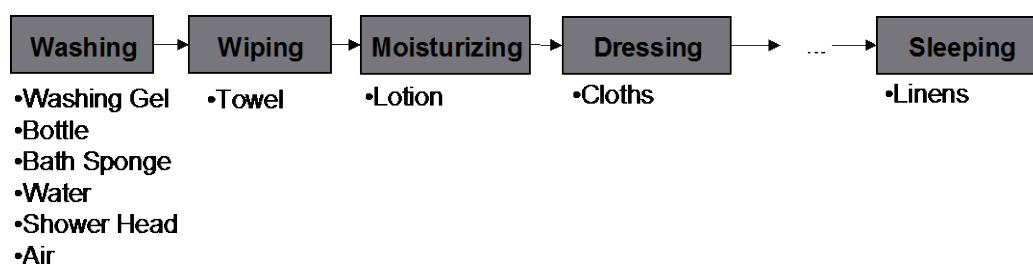 Washing
Wiping
Moisturizing
Dressing
...
Sleeping
•Washing Gel
•Bottle
•Bath Sponge
•Water
•Shower Head
•Air
•Towel
•Lotion
•Cloths
•Linens